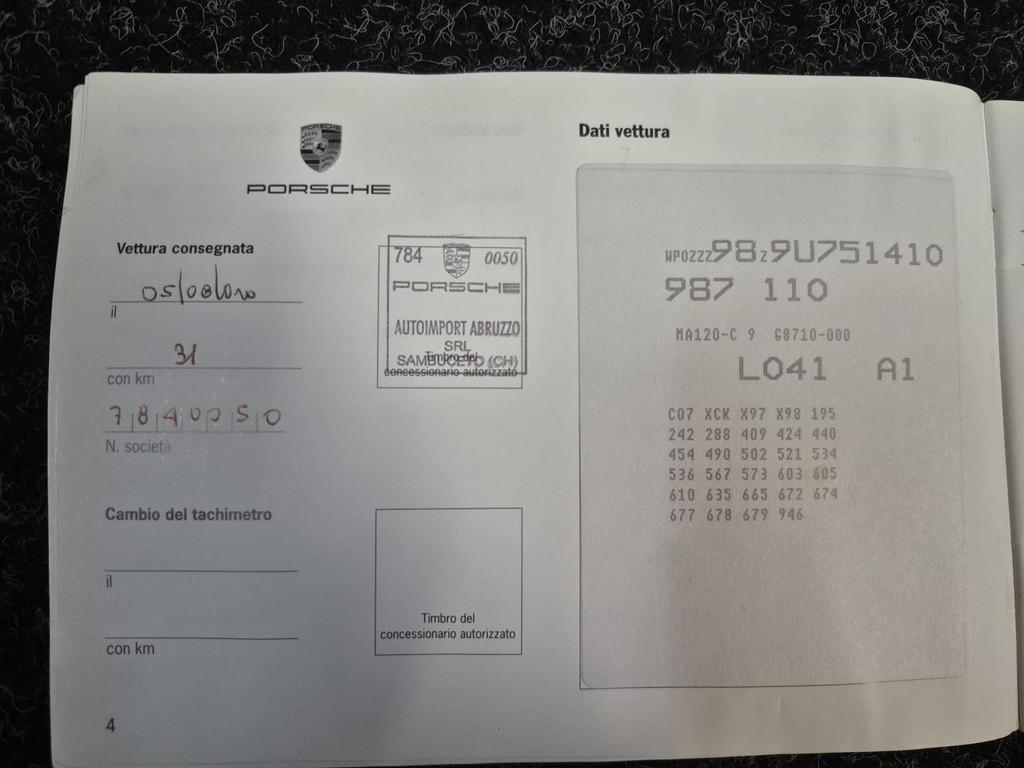 PORSCHE
PORSCHE
Vettura consegnata
05/08/2010
il
31
con km
7840050
N. società
784
0050
PORSCHE
AUTOIMPORT ABRUZZO
SRL
Timbro del
SAMBUCETO (CH)
concessionario autorizzato
Cambio del tachimetro
il
con km
Timbro del
concessionario autorizzato
4
Dati vettura
WP0ZZZ98Z9U751410
987 110
MA120-C 9 G8710-000
L041 A1
C07 XCK X97 X98 195
242 288 409 424 440
454 490 502 521 534
536 567 573 603 605
610 635 665 672 674
677 678 679 946